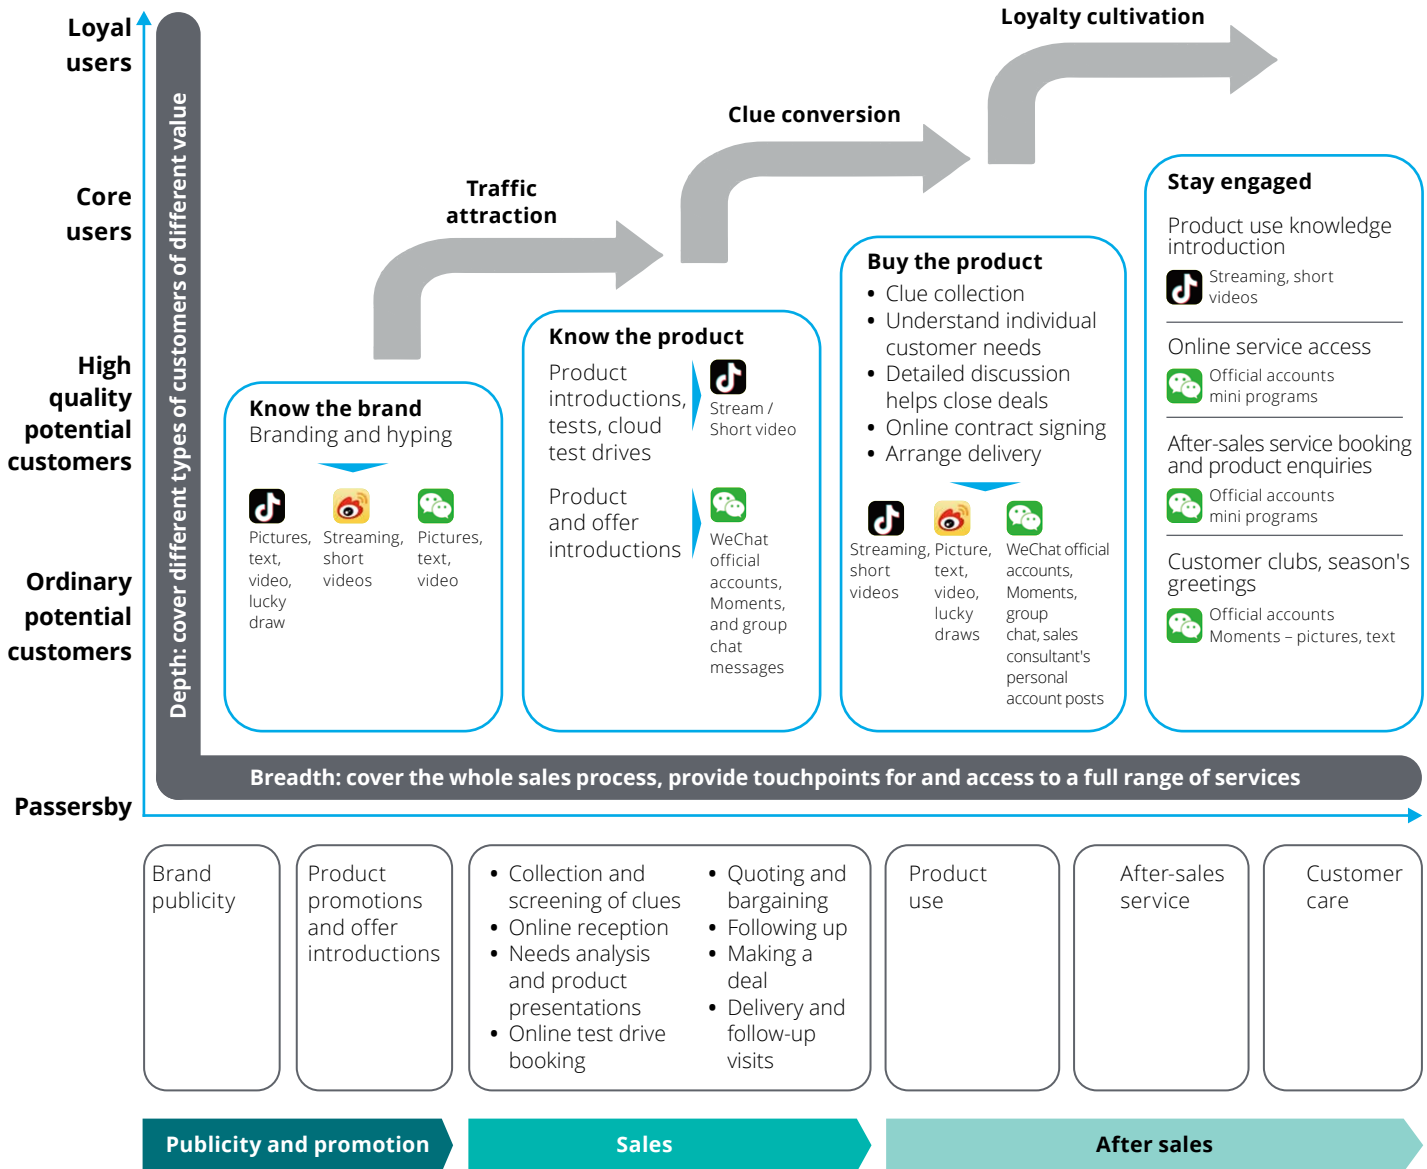 Loyal
users
Core
users
High
quality
potential
customers
Ordinary
potential
customers
Passersby
Depth: cover different types of customers of different value
Breadth: cover the whole sales process, provide touchpoints for and access to a full range of services
Traffic
attraction
Clue conversion
Loyalty cultivation
Know the brand
Branding and hyping
Pictures,
text,
video,
lucky
draw
Streaming,
short
videos
Pictures,
text,
video
Know the product
Product
introductions,
tests, cloud
test drives
Stream /
Short video
Product
and offer
introductions
WeChat
official
accounts,
Moments,
and group
chat
messages
Buy the product
• Clue collection
• Understand individual
customer needs
• Detailed discussion
helps close deals
• Online contract signing
• Arrange delivery
Streaming,
short
videos
Picture,
text,
video,
lucky
draws
WeChat official
accounts,
Moments,
group
chat, sales
consultant's
personal
account posts
Stay engaged
Product use knowledge
introduction
Streaming, short
videos
Online service access
Official accounts
mini programs
After-sales service booking
and product enquiries
Official accounts
mini programs
Customer clubs, season's
greetings
Official accounts
Moments – pictures, text
Brand
publicity
Product
promotions
and offer
introductions
• Collection and
screening of clues
• Online reception
• Needs analysis
and product
presentations
• Online test drive
booking
• Quoting and
bargaining
• Following up
• Making a
deal
• Delivery and
follow-up
visits
Product
use
After-sales
service
Customer
care
Publicity and promotion
Sales
After sales